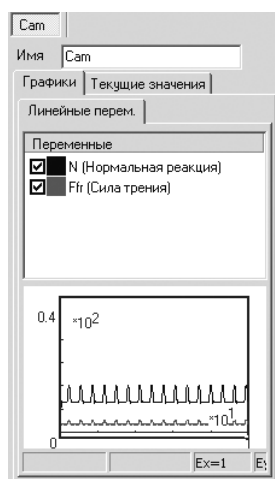 Cam
Имя Cam
Графики Текущие значения
Линейные перем.
Переменные
N (Нормальная реакция)
Ffr (Сила трения)
0.4 *10²
*10¹
0
Ex=1